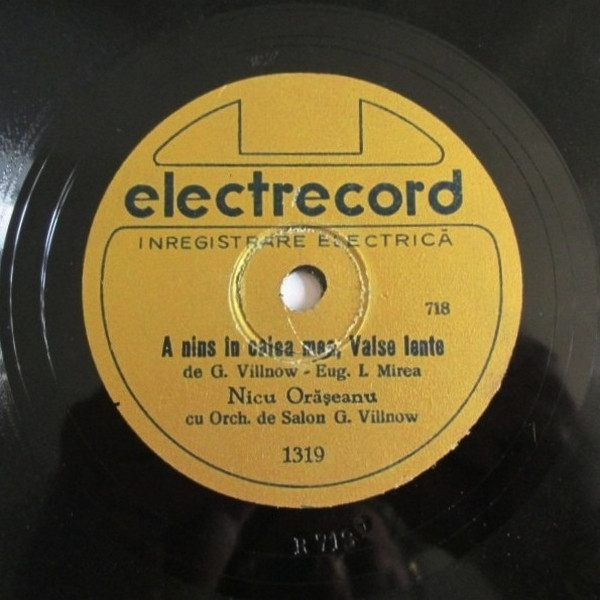 electrecord
INREGISTRARE ELECTRICĂ
718
A nins în calea mea, Valse lente
de G. Villnow - Eug. I. Mirea
Nicu Orășeanu
cu Orch. de Salon G. Villnow
1319
R 718